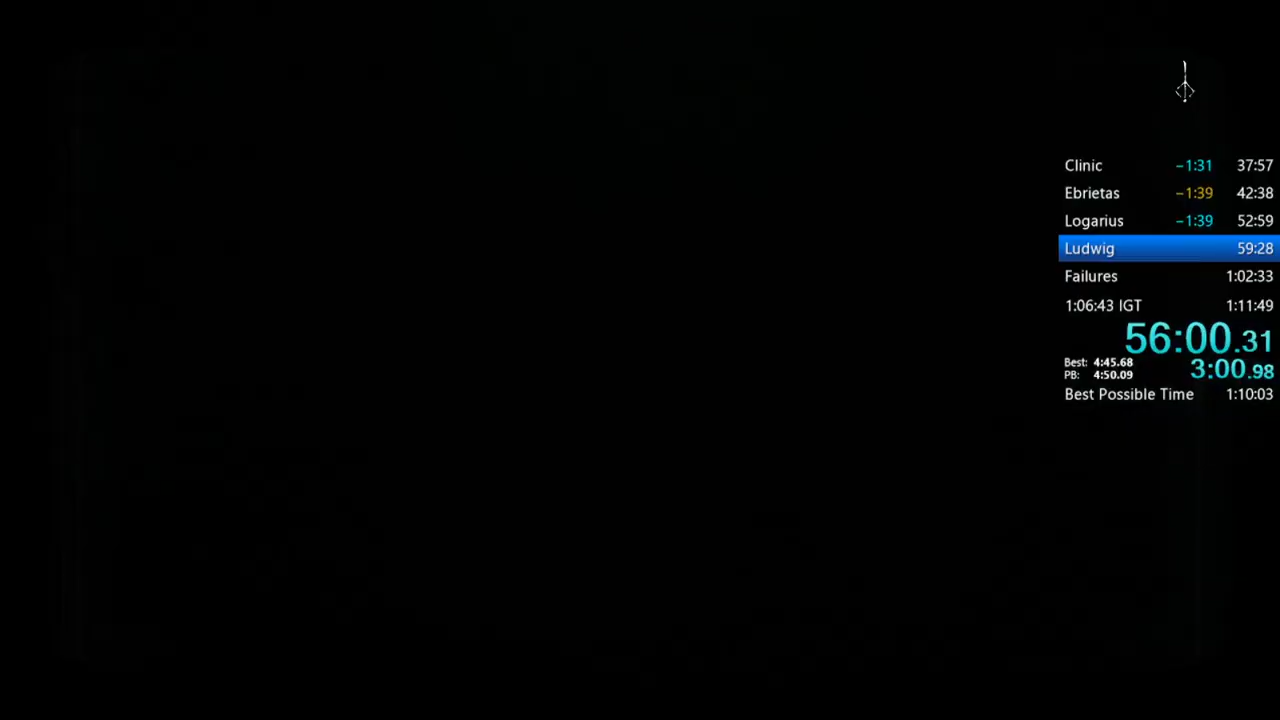 Clinic -1:31 37:57
Ebrietas -1:39 42:38
Logarius -1:39 52:59
Ludwig 59:28
Failures 1:02:33
1:06:43 IGT 1:11:49
56:00.31
Best: 4:45.68 3:00.98
PB: 4:50.09
Best Possible Time 1:10:03